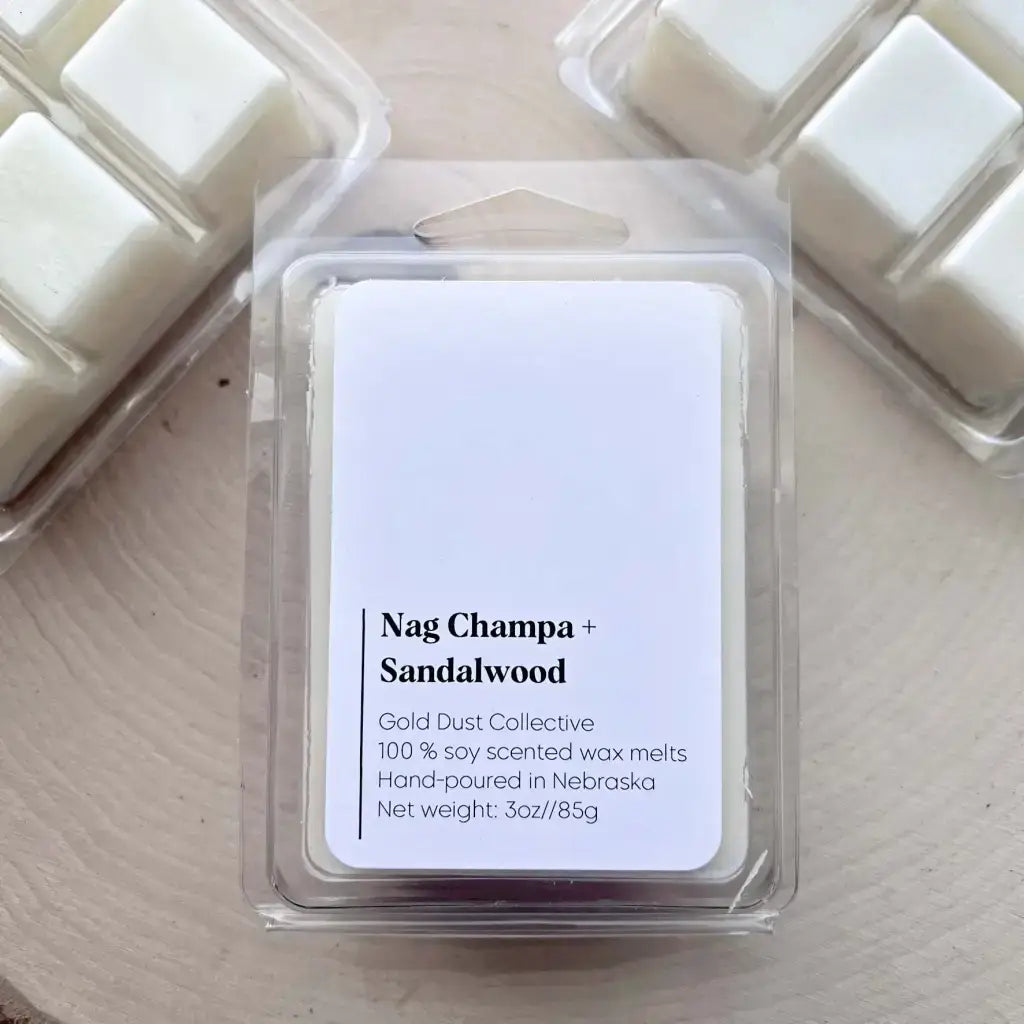 Nag Champa +
Sandalwood
Gold Dust Collective
100 % soy scented wax melts
Hand-poured in Nebraska
Net weight: 3oz//85g